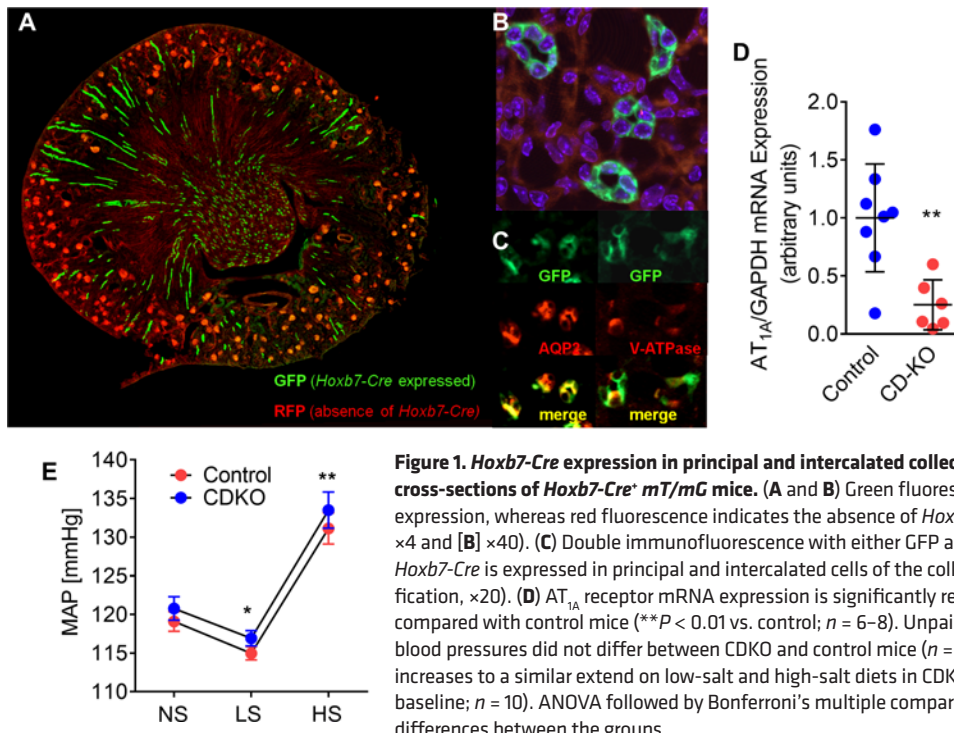 A
GFP (Hoxb7-Cre expressed)
RFP (absence of Hoxb7-Cre)
B
C
GFP
GFP
AQP2
V-ATPase
merge
merge
D
AT1A/GAPDH mRNA Expression
(arbitrary units)
2.0
1.5
1.0
0.5
0.0
**
Control
CD-KO
E
MAP [mmHg]
140
135
130
125
120
115
110
Control
CDKO
*
**
NS
LS
HS
Figure 1. Hoxb7-Cre expression in principal and intercalated collec
cross-sections of Hoxb7-Cre+ mT/mG mice. (A and B) Green fluores
expression, whereas red fluorescence indicates the absence of Hox
×4 and [B] ×40). (C) Double immunofluorescence with either GFP a
Hoxb7-Cre is expressed in principal and intercalated cells of the coll
fication, ×20). (D) AT1A receptor mRNA expression is significantly re
compared with control mice (**P < 0.01 vs. control; n = 6–8). Unpai
blood pressures did not differ between CDKO and control mice (n =
increases to a similar extend on low-salt and high-salt diets in CDK
baseline; n = 10). ANOVA followed by Bonferroni's multiple compar
differences between the groups.